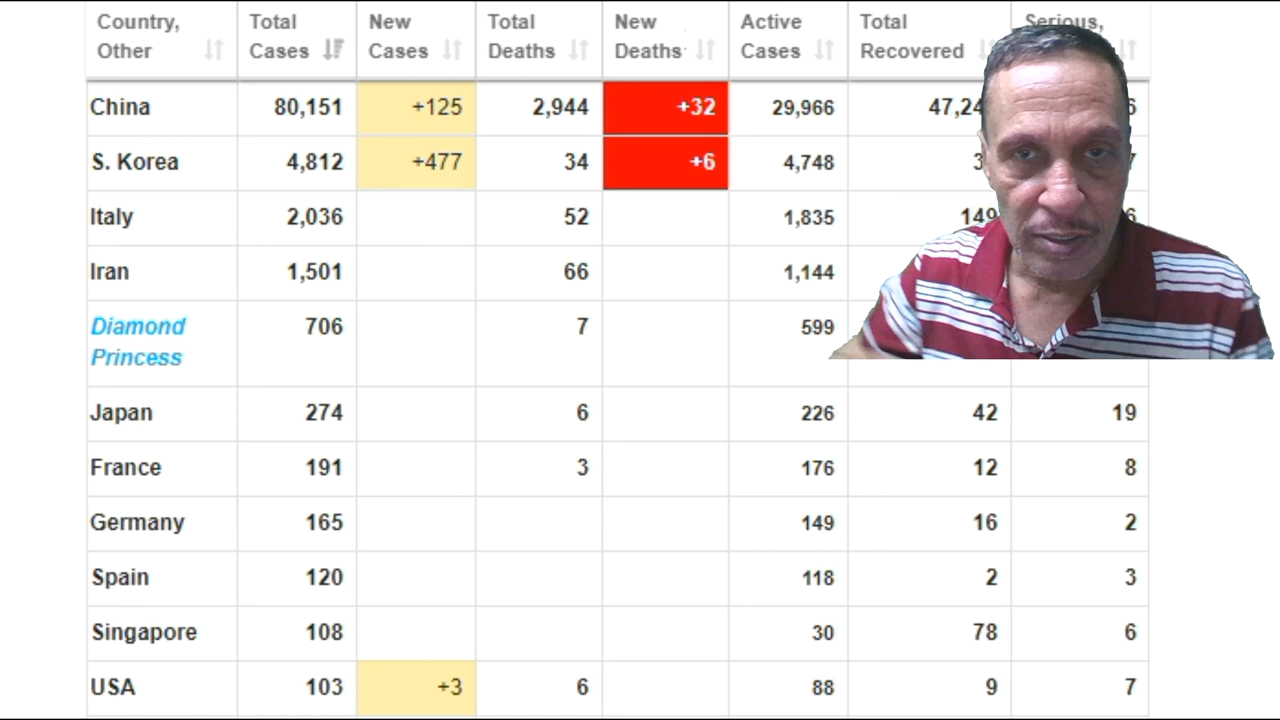 Country, Other Total Cases New Cases Total Deaths New Deaths Active Cases Total Recovered Serious,
China 80,151 +125 2,944 +32 29,966
S. Korea 4,812 +477 34 +6 4,748
Italy 2,036 52 1,835 149
Iran 1,501 66 1,144
Diamond Princess 706 7 599
Japan 274 6 226 42 19
France 191 3 176 12 8
Germany 165 149 16 2
Spain 120 118 2 3
Singapore 108 30 78 6
USA 103 +3 6 88 9 7